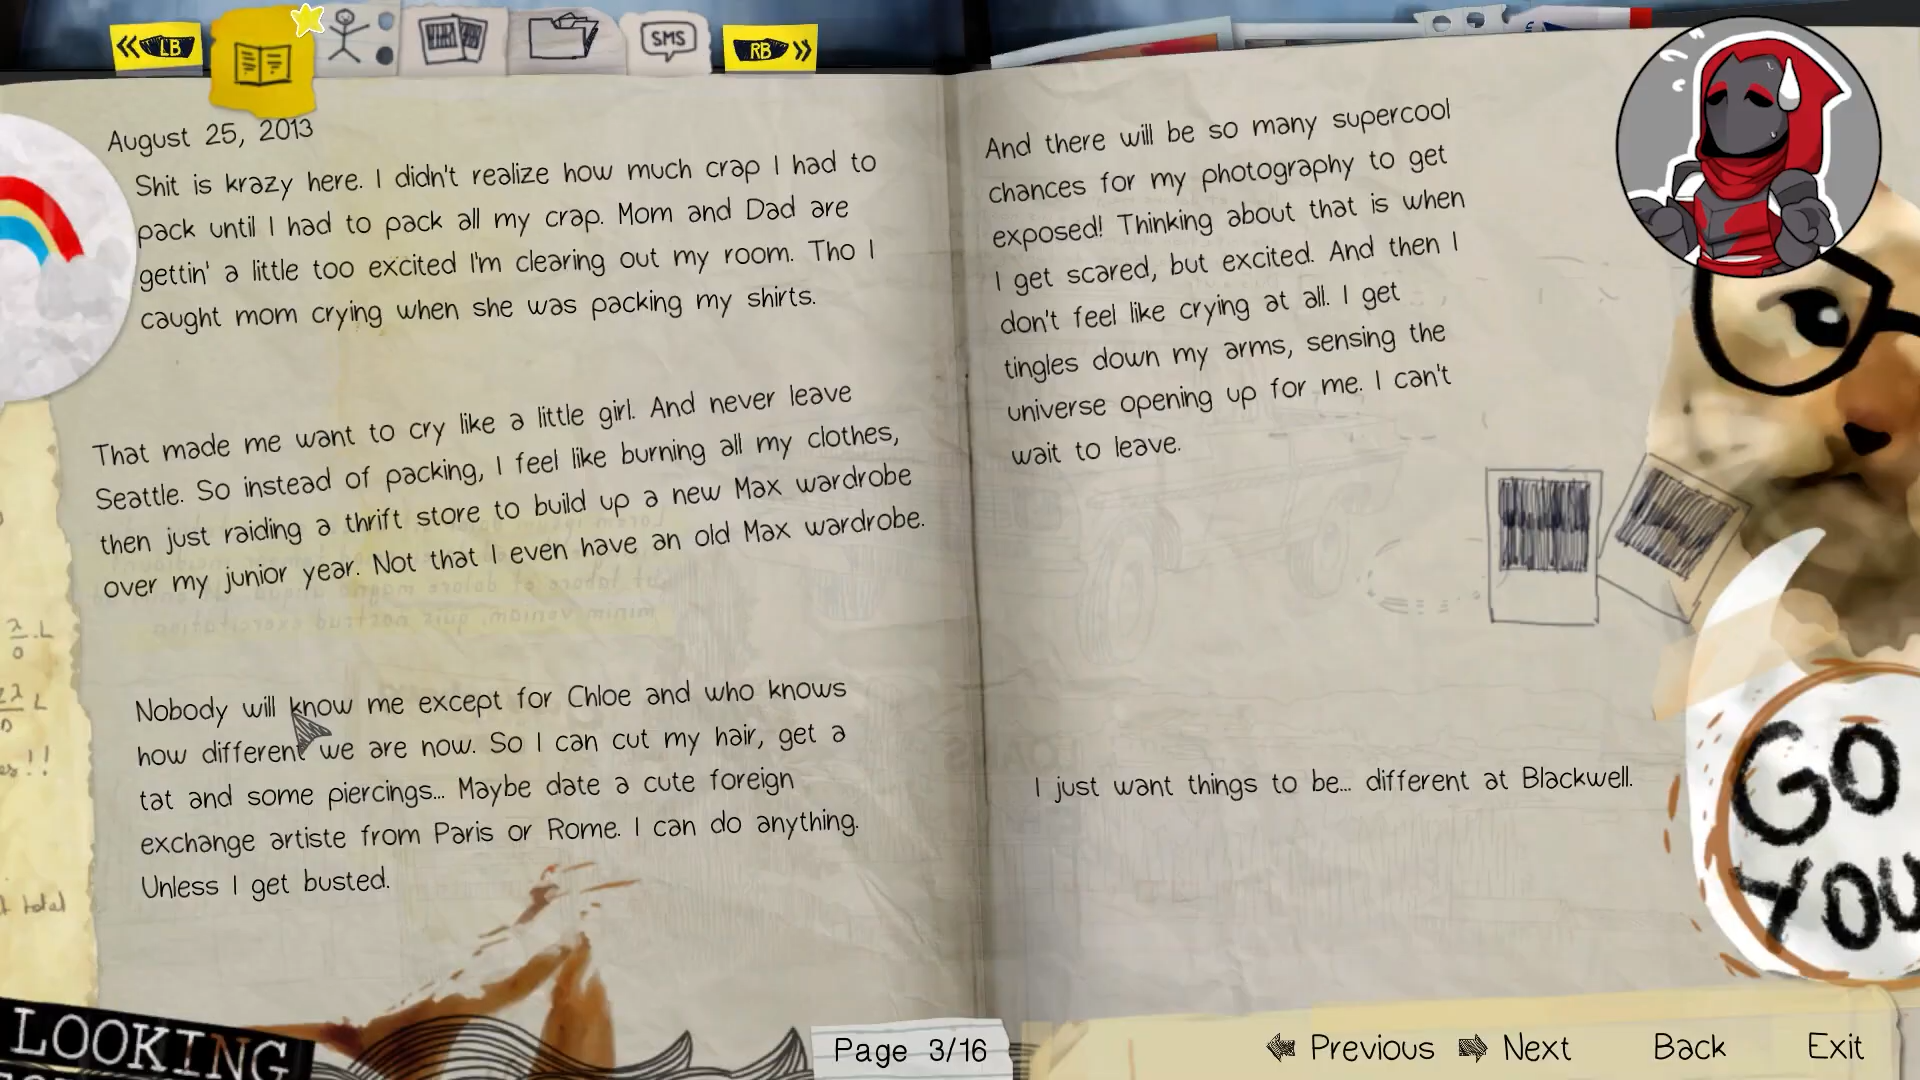 LB
SMS
RB
August 25, 2013
Shit is krazy here. I didn't realize how much crap I had to
pack until I had to pack all my crap. Mom and Dad are
gettin' a little too excited I'm clearing out my room. Tho I
caught mom crying when she was packing my shirts.
That made me want to cry like a little girl. And never leave
Seattle. So instead of packing, I feel like burning all my clothes,
then just raiding a thrift store to build up a new Max wardrobe
over my junior year. Not that I even have an old Max wardrobe.
Nobody will know me except for Chloe and who knows
how different we are now. So I can cut my hair, get a
tat and some piercings... Maybe date a cute foreign
exchange artiste from Paris or Rome. I can do anything.
Unless I get busted.
And there will be so many supercool
chances for my photography to get
exposed! Thinking about that is when
I get scared, but excited. And then I
don't feel like crying at all. I get
tingles down my arms, sensing the
universe opening up for me. I can't
wait to leave.
I just want things to be... different at Blackwell.
GO
YOU
LOOKING
Page 3/16
Previous
Next
Back
Exit